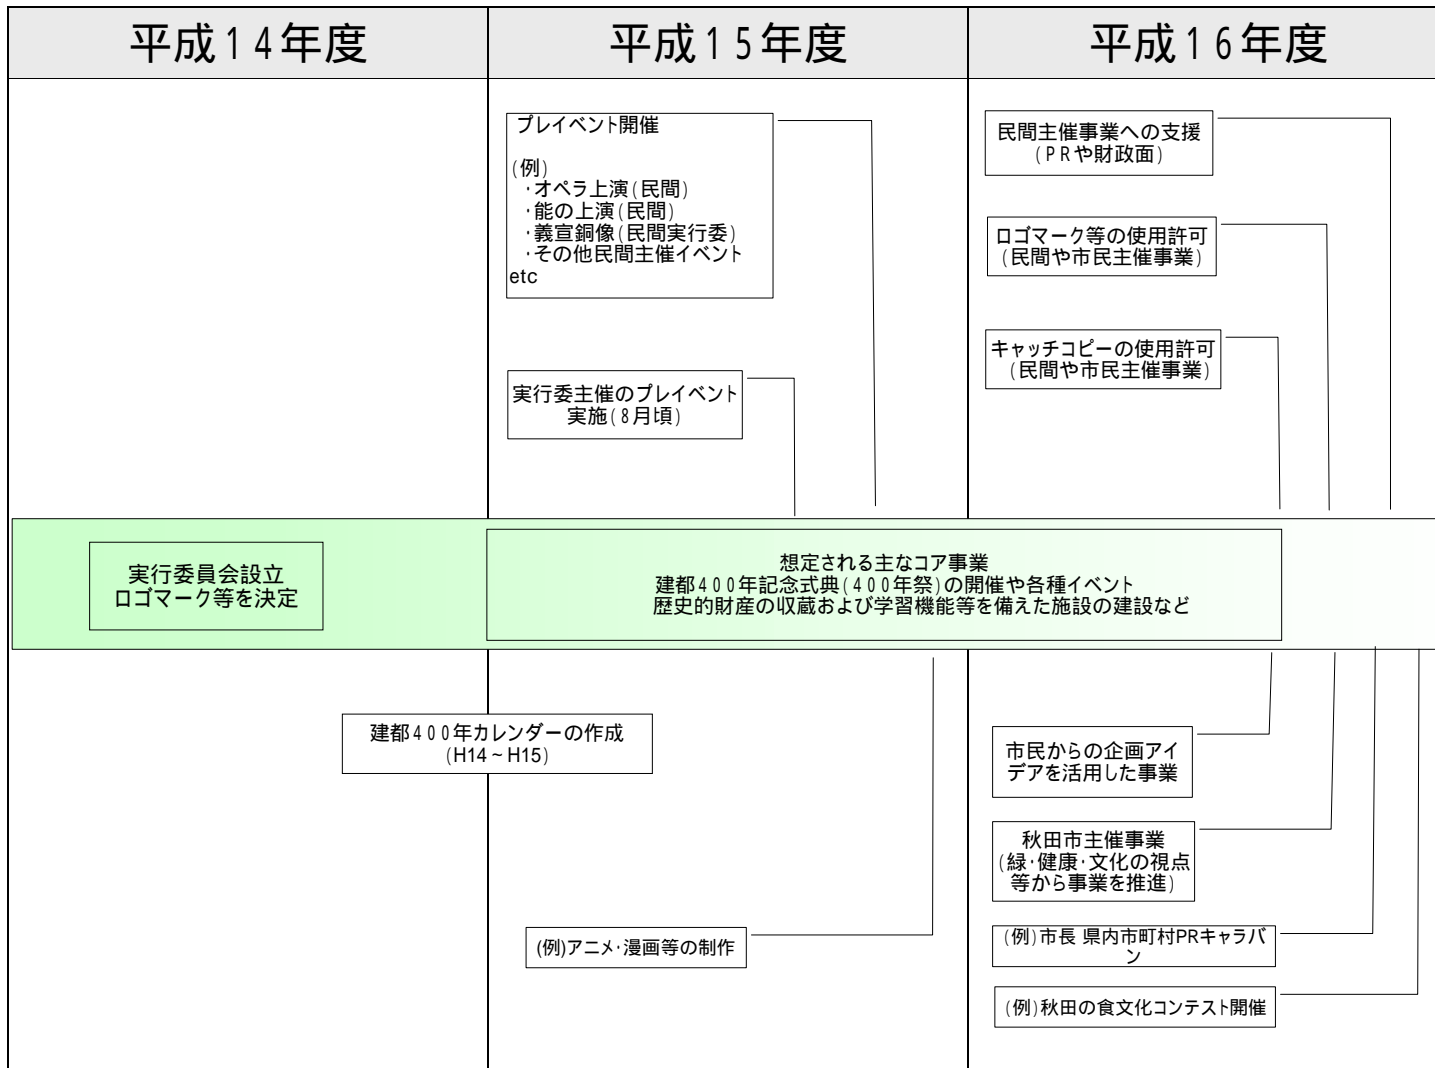 平成14年度
平成15年度
平成16年度
プレイベント開催
(例)
・オペラ上演(民間)
・能の上演(民間)
・義宣銅像(民間実行委)
・その他民間主催イベント
etc
実行委主催のプレイベント
実施(8月頃)
民間主催事業への支援
(PRや財政面)
ロゴマーク等の使用許可
(民間や市民主催事業)
キャッチコピーの使用許可
(民間や市民主催事業)
実行委員会設立
ロゴマーク等を決定
想定される主なコア事業
建都400年記念式典(400年祭)の開催や各種イベント
歴史的財産の収蔵および学習機能等を備えた施設の建設など
建都400年カレンダーの作成
(H14~H15)
(例)アニメ・漫画等の制作
市民からの企画アイ
デアを活用した事業
秋田市主催事業
(緑・健康・文化の視点
等から事業を推進)
(例)市長 県内市町村PRキャラバ
ン
(例)秋田の食文化コンテスト開催